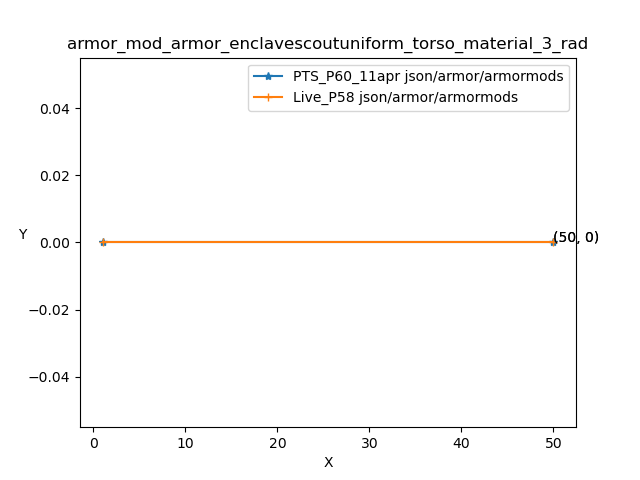 armor_mod_armor_enclavescoutuniform_torso_material_3_rad
PTS_P60_11apr json/armor/armormods
Live_P58 json/armor/armormods
0.04
0.02
0.00
−0.02
−0.04
Y
(50, 0)
0 10 20 30 40 50
X